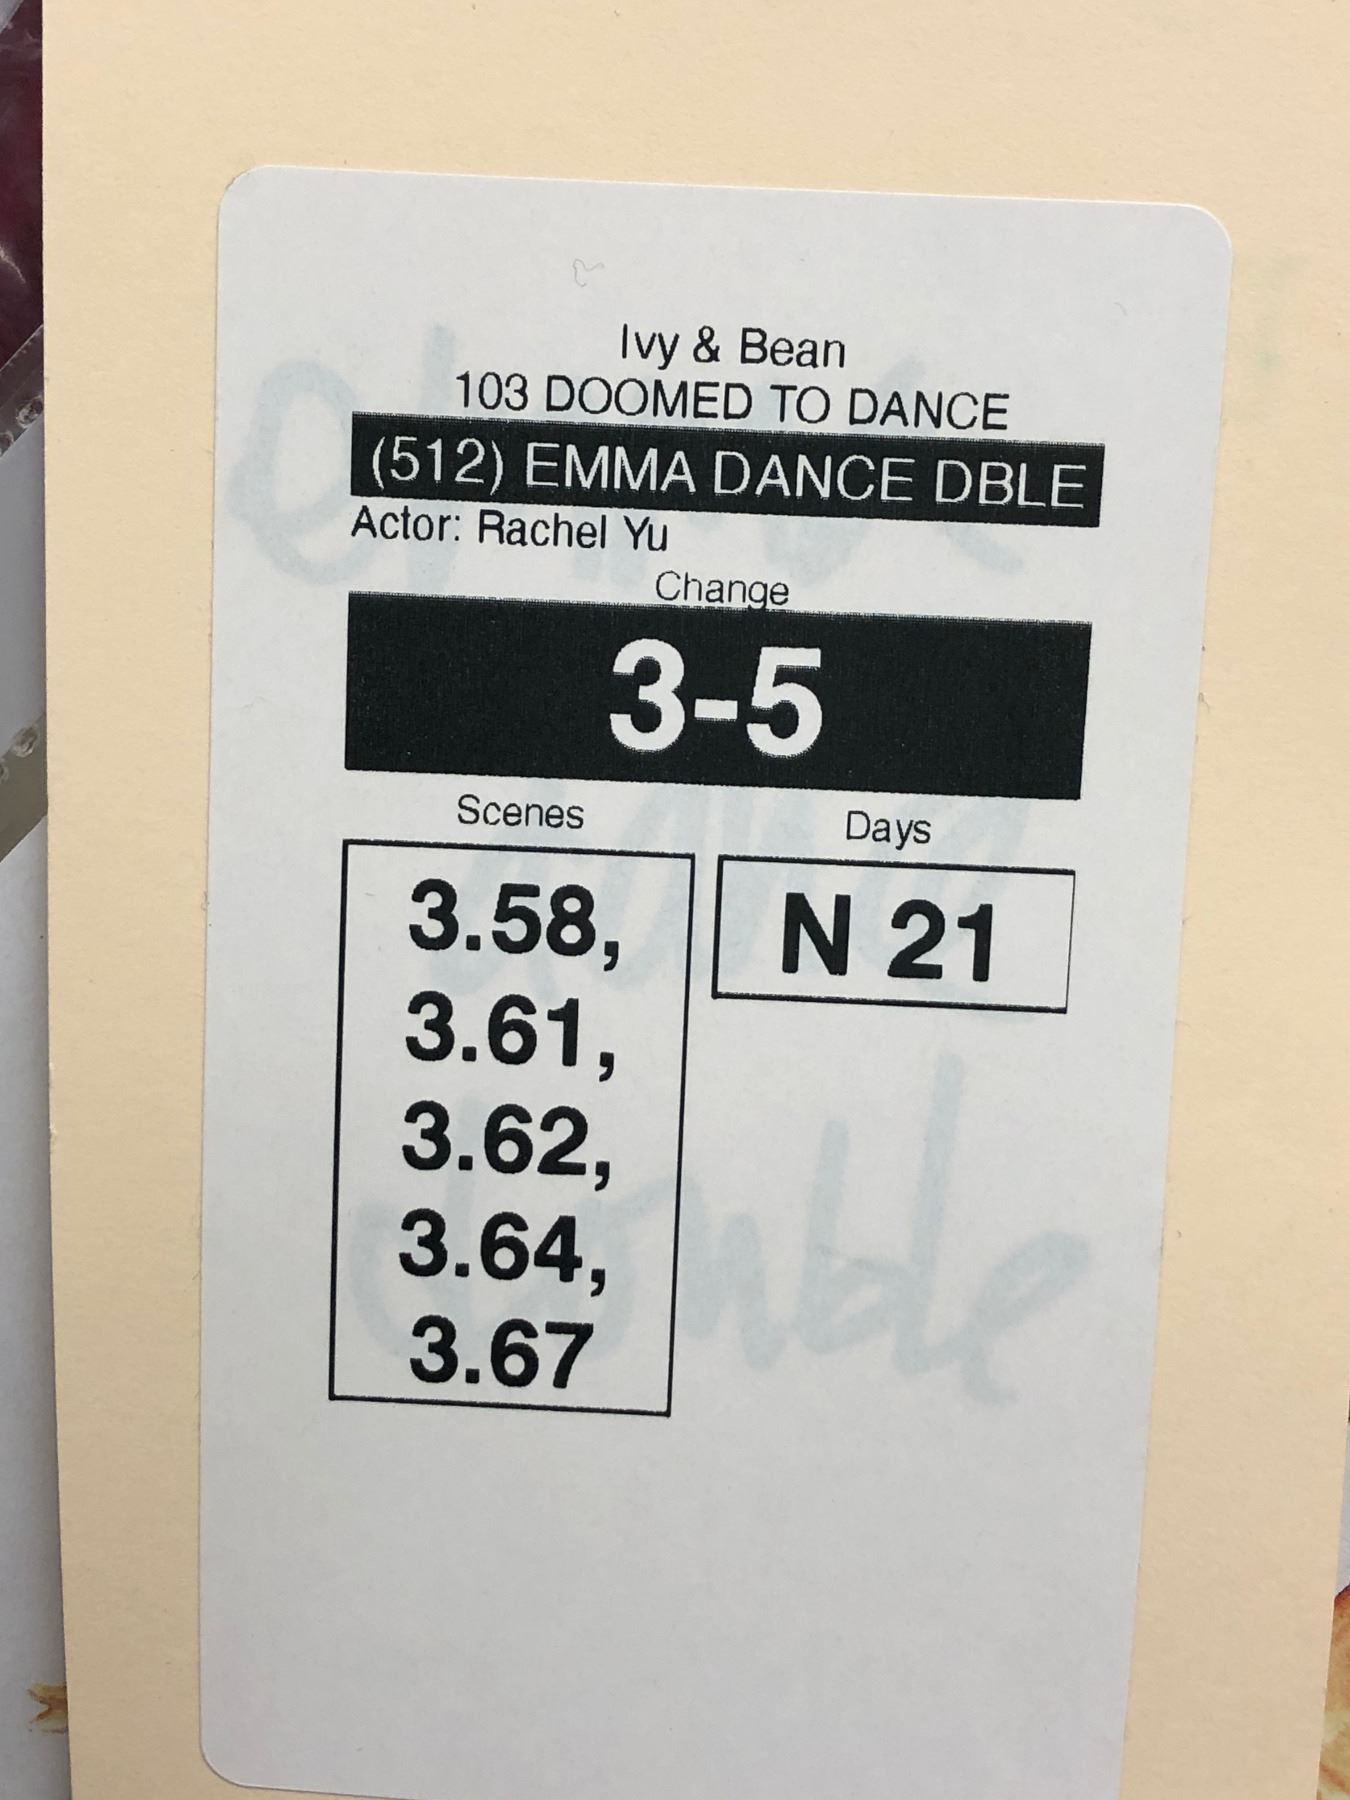 Ivy & Bean
103 DOOMED TO DANCE
(512) EMMA DANCE DBLE
Actor: Rachel Yu
Change
3-5
Scenes
Days
3.58,
N 21
3.61,
3.62,
3.64,
3.67
double